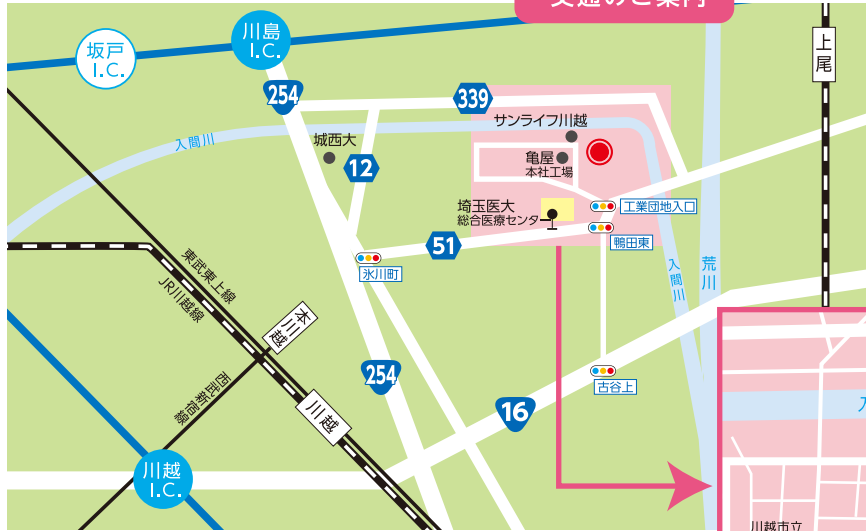 交通のご案内
川島
I.C.
坂戸
I.C.
上尾
254
339
サンライフ川越
入間川
城西大
亀屋
本社工場
12
埼玉医大
総合医療センター
工業団地入口
鴨田東
51
氷川町
入間川
荒川
東武東上線
JR川越線
本川越
254
古谷上
西武新宿線
川越
16
川越
I.C.
川越市立